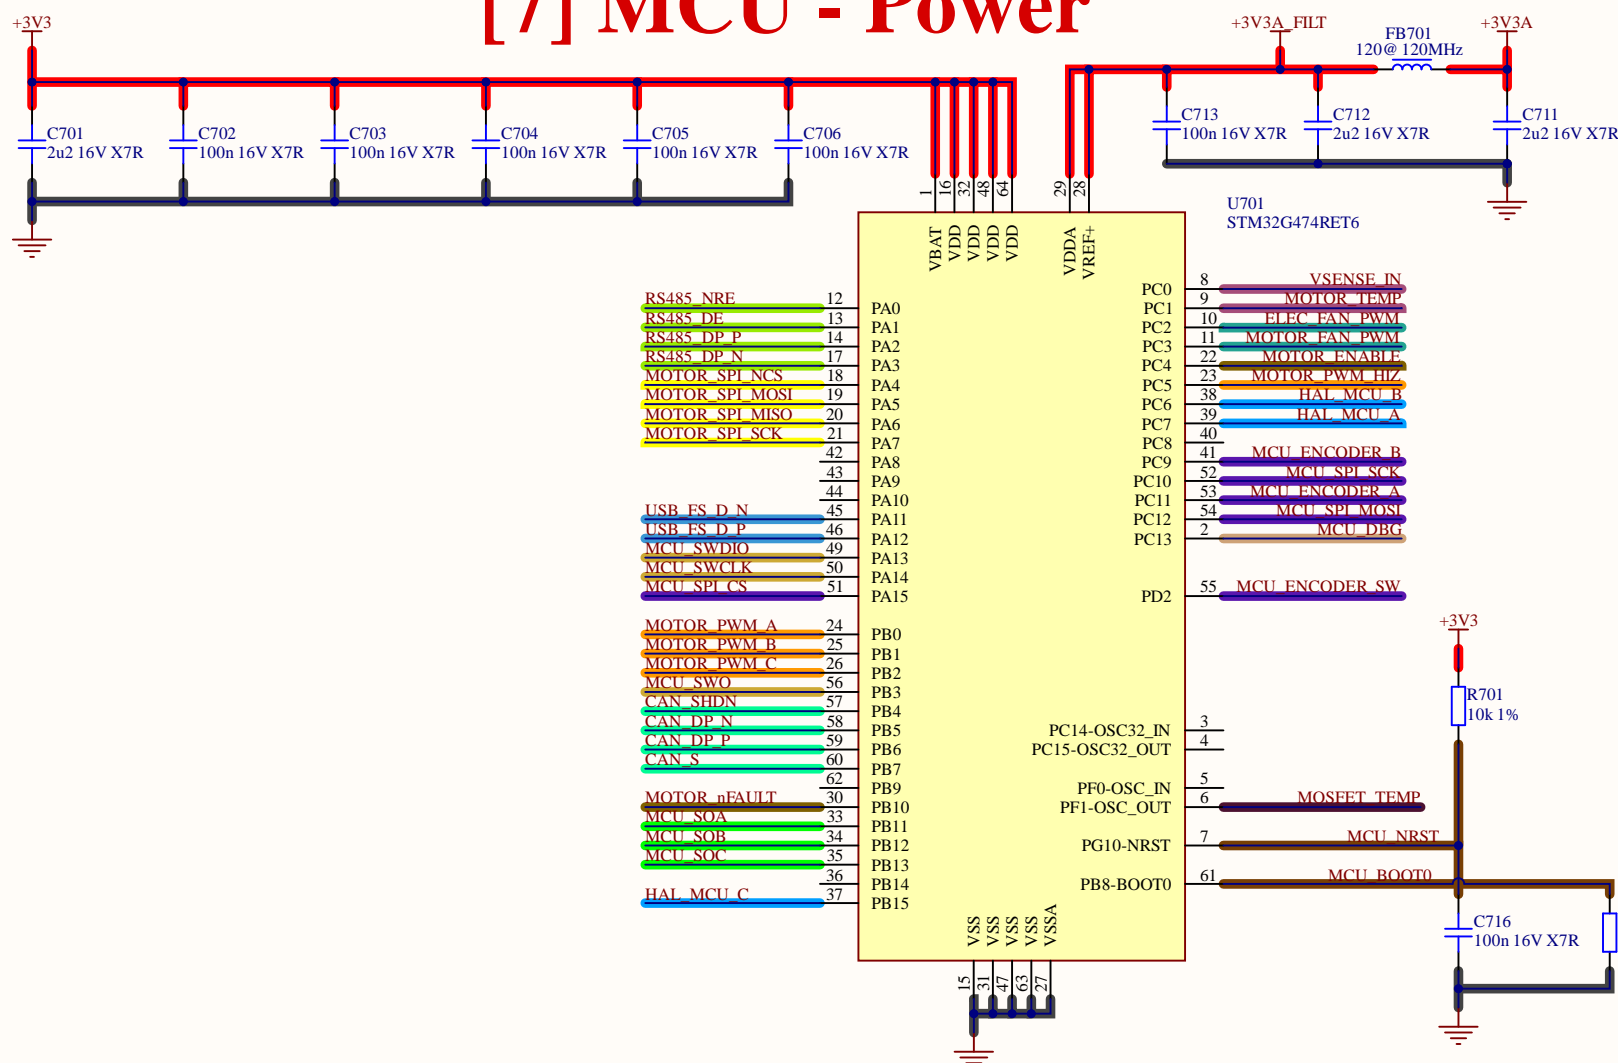 [7] MCU - Power
+3V3
+3V3A_FILT
+3V3A
FB701
120@ 120MHz
C701
2u2 16V X7R
C702
100n 16V X7R
C703
100n 16V X7R
C704
100n 16V X7R
C705
100n 16V X7R
C706
100n 16V X7R
C713
100n 16V X7R
C712
2u2 16V X7R
C711
2u2 16V X7R
1 16 32 48 64 29 28
VBAT VDD VDD VDD VDD VDDA VREF+
U701
STM32G474RET6
RS485_NRE 12 PA0
RS485_DE 13 PA1
RS485_DP_P 14 PA2
RS485_DP_N 17 PA3
MOTOR_SPI_NCS 18 PA4
MOTOR_SPI_MOSI 19 PA5
MOTOR_SPI_MISO 20 PA6
MOTOR_SPI_SCK 21 PA7
42 PA8
43 PA9
44 PA10
USB_FS_D_N 45 PA11
USB_FS_D_P 46 PA12
MCU_SWDIO 49 PA13
MCU_SWCLK 50 PA14
MCU_SPI_CS 51 PA15
MOTOR_PWM_A 24 PB0
MOTOR_PWM_B 25 PB1
MOTOR_PWM_C 26 PB2
MCU_SWO 56 PB3
CAN_SHDN 57 PB4
CAN_DP_N 58 PB5
CAN_DP_P 59 PB6
CAN_S 60 PB7
62 PB9
MOTOR_nFAULT 30 PB10
MCU_SOA 33 PB11
MCU_SOB 34 PB12
MCU_SOC 35 PB13
36 PB14
HAL_MCU_C 37 PB15
PC0 8 VSENSE_IN
PC1 9 MOTOR_TEMP
PC2 10 ELEC_FAN_PWM
PC3 11 MOTOR_FAN_PWM
PC4 22 MOTOR_ENABLE
PC5 23 MOTOR_PWM_HIZ
PC6 38 HAL_MCU_B
PC7 39 HAL_MCU_A
PC8 40
PC9 41 MCU_ENCODER_B
PC10 52 MCU_SPI_SCK
PC11 53 MCU_ENCODER_A
PC12 54 MCU_SPI_MOSI
PC13 2 MCU_DBG
PD2 55 MCU_ENCODER_SW
PC14-OSC32_IN 3
PC15-OSC32_OUT 4
PF0-OSC_IN 5
PF1-OSC_OUT 6 MOSFET_TEMP
PG10-NRST 7 MCU_NRST
PB8-BOOT0 61 MCU_BOOT0
+3V3
R701
10k 1%
C716
100n 16V X7R
VSS VSS VSS VSS VSSA
15 31 47 63 27